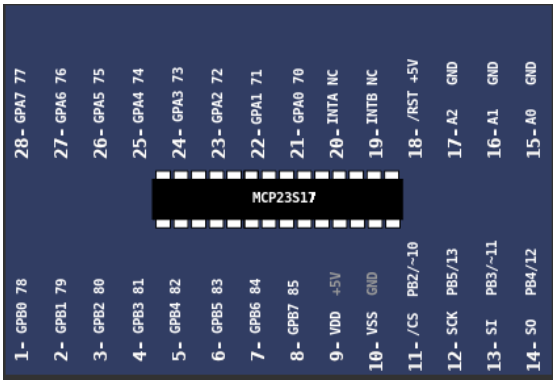 28- GPA7 77
27- GPA6 76
26- GPA5 75
25- GPA4 74
24- GPA3 73
23- GPA2 72
22- GPA1 71
21- GPA0 70
20- INTA NC
19- INTB NC
18- /RST +5V
17- A2 GND
16- A1 GND
15- A0 GND
MCP23S17
1- GPB0 78
2- GPB1 79
3- GPB2 80
4- GPB3 81
5- GPB4 82
6- GPB5 83
7- GPB6 84
8- GPB7 85
9- VDD +5V
10- VSS GND
11- /CS PB2/~10
12- SCK PB5/13
13- SI PB3/~11
14- SO PB4/12